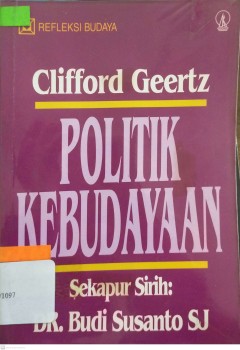 REFLEKSI BUDAYA
Clifford Geertz
POLITIK
KEBUDAYAAN
Sekapur Sirih:
DR. Budi Susanto SJ